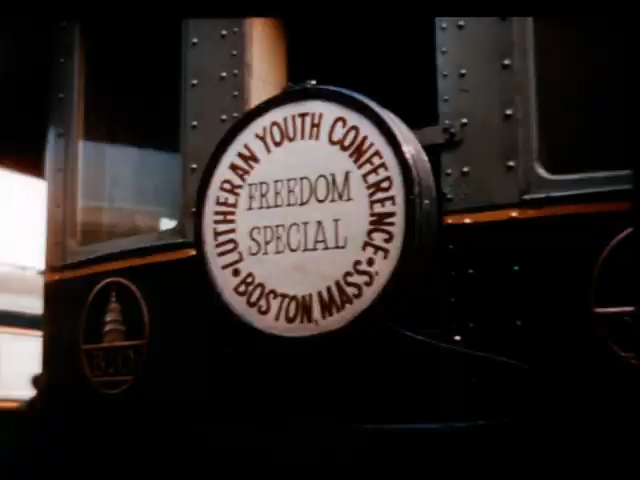 LUTHERAN YOUTH CONFERENCE
FREEDOM
SPECIAL
• BOSTON, MASS. •
B & O